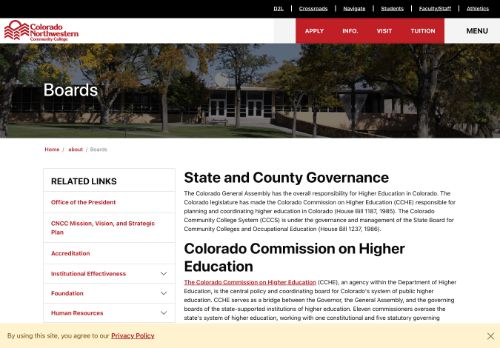 D2L
Crossroads
Navigate
Students
Faculty/Staff
Athletics
Colorado
Northwestern
Community College
APPLY
INFO.
VISIT
TUITION
MENU
Boards
Home / about / Boards
RELATED LINKS
Office of the President
CNCC Mission, Vision, and Strategic
Plan
Accreditation
Institutional Effectiveness
Foundation
Human Resources
State and County Governance
The Colorado General Assembly has the overall responsibility for Higher Education in Colorado. The
Colorado legislature has made the Colorado Commission on Higher Education (CCHE) responsible for
planning and coordinating higher education in Colorado (House Bill 1187, 1985). The Colorado
Community College System (CCCS) is under the governance and management of the State Board for
Community Colleges and Occupational Education (House Bill 1237, 1986).
Colorado Commission on Higher
Education
The Colorado Commission on Higher Education (CCHE), an agency within the Department of Higher
Education, is the central policy and coordinating board for Colorado's system of public higher
education. CCHE serves as a bridge between the Governor, the General Assembly, and the governing
boards of the state-supported institutions of higher education. Eleven commissioners oversee the
state's system of higher education, working with one constitutional and five statutory governing
By using this site, you agree to our Privacy Policy